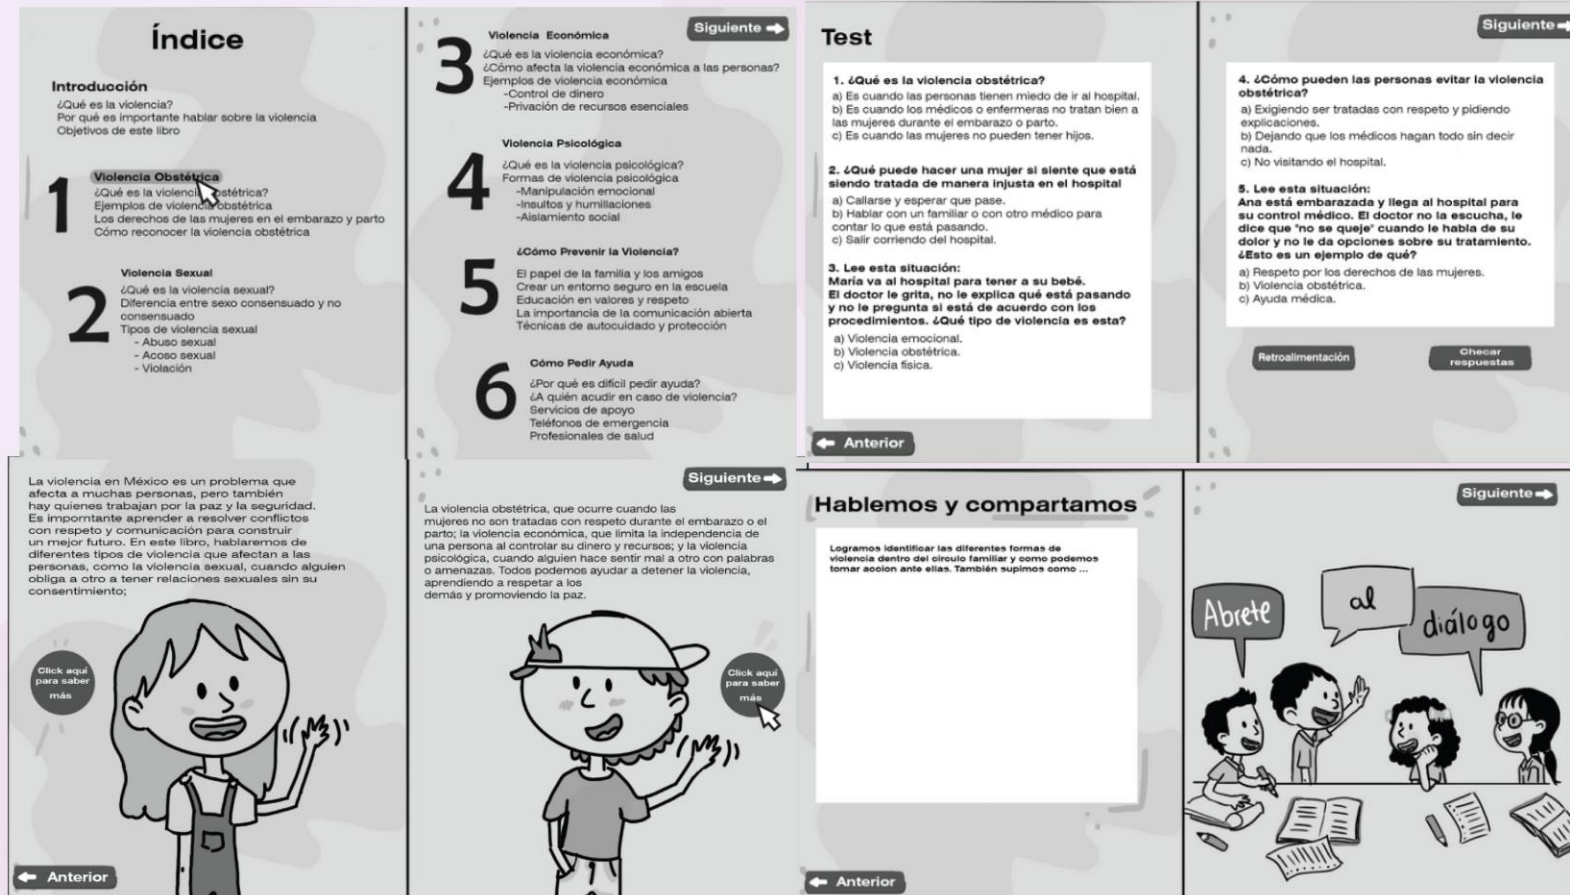 Índice
Introducción
¿Qué es la violencia?
Por qué es importante hablar sobre la violencia
Objetivos de este libro
1
Violencia Obstétrica
¿Qué es la violencia obstétrica?
Ejemplos de violencia obstétrica
Los derechos de las mujeres en el embarazo y parto
Cómo reconocer la violencia obstétrica
2
Violencia Sexual
¿Qué es la violencia sexual?
Diferencia entre sexo consensuado y no
consensuado
Tipos de violencia sexual
- Abuso sexual
- Acoso sexual
- Violación
Siguiente
3
Violencia Económica
¿Qué es la violencia económica?
¿Cómo afecta la violencia económica a las personas?
Ejemplos de violencia económica
-Control de dinero
-Privación de recursos esenciales
4
Violencia Psicológica
¿Qué es la violencia psicológica?
Formas de violencia psicológica
-Manipulación emocional
-Insultos y humillaciones
-Aislamiento social
5
¿Cómo Prevenir la Violencia?
El papel de la familia y los amigos
Crear un entorno seguro en la escuela
Educación en valores y respeto
La importancia de la comunicación abierta
Técnicas de autocuidado y protección
6
Cómo Pedir Ayuda
¿Por qué es difícil pedir ayuda?
¿A quién acudir en caso de violencia?
Servicios de apoyo
Teléfonos de emergencia
Profesionales de salud
Test
1. ¿Qué es la violencia obstétrica?
a) Es cuando las personas tienen miedo de ir al hospital.
b) Es cuando los médicos o enfermeras no tratan bien a
las mujeres durante el embarazo o parto.
c) Es cuando las mujeres no pueden tener hijos.
2. ¿Qué puede hacer una mujer si siente que está
siendo tratada de manera injusta en el hospital
a) Callarse y esperar que pase.
b) Hablar con un familiar o con otro médico para
contar lo que está pasando.
c) Salir corriendo del hospital.
3. Lee esta situación:
María va al hospital para tener a su bebé.
El doctor le grita, no le explica qué está pasando
y no le pregunta si está de acuerdo con los
procedimientos. ¿Qué tipo de violencia es esta?
a) Violencia emocional.
b) Violencia obstétrica.
c) Violencia física.
Anterior
Siguiente
4. ¿Cómo pueden las personas evitar la violencia
obstétrica?
a) Exigiendo ser tratadas con respeto y pidiendo
explicaciones.
b) Dejando que los médicos hagan todo sin decir
nada.
c) No visitando el hospital.
5. Lee esta situación:
Ana está embarazada y llega al hospital para
su control médico. El doctor no la escucha, le
dice que "no se queje" cuando le habla de su
dolor y no le da opciones sobre su tratamiento.
¿Esto es un ejemplo de qué?
a) Respeto por los derechos de las mujeres.
b) Violencia obstétrica.
c) Ayuda médica.
Retroalimentación
Checar
respuestas
La violencia en México es un problema que
afecta a muchas personas, pero también
hay quienes trabajan por la paz y la seguridad.
Es imporntante aprender a resolver conflictos
con respeto y comunicación para construir
un mejor futuro. En este libro, hablaremos de
diferentes tipos de violencia que afectan a las
personas, como la violencia sexual, cuando alguien
obliga a otro a tener relaciones sexuales sin su
consentimiento;
Click aquí
para saber
más
Anterior
Siguiente
La violencia obstétrica, que ocurre cuando las
mujeres no son tratadas con respeto durante el embarazo o el
parto; la violencia económica, que limita la independencia de
una persona al controlar su dinero y recursos; y la violencia
psicológica, cuando alguien hace sentir mal a otro con palabras
o amenazas. Todos podemos ayudar a detener la violencia,
aprendiendo a respetar a los
demás y promoviendo la paz.
Click aquí
para saber
más
Hablemos y compartamos
Logramos identificar las diferentes formas de
violencia dentro del circulo familiar y como podemos
tomar accion ante ellas. También supimos como ...
Anterior
Siguiente
Abrete
al
diálogo